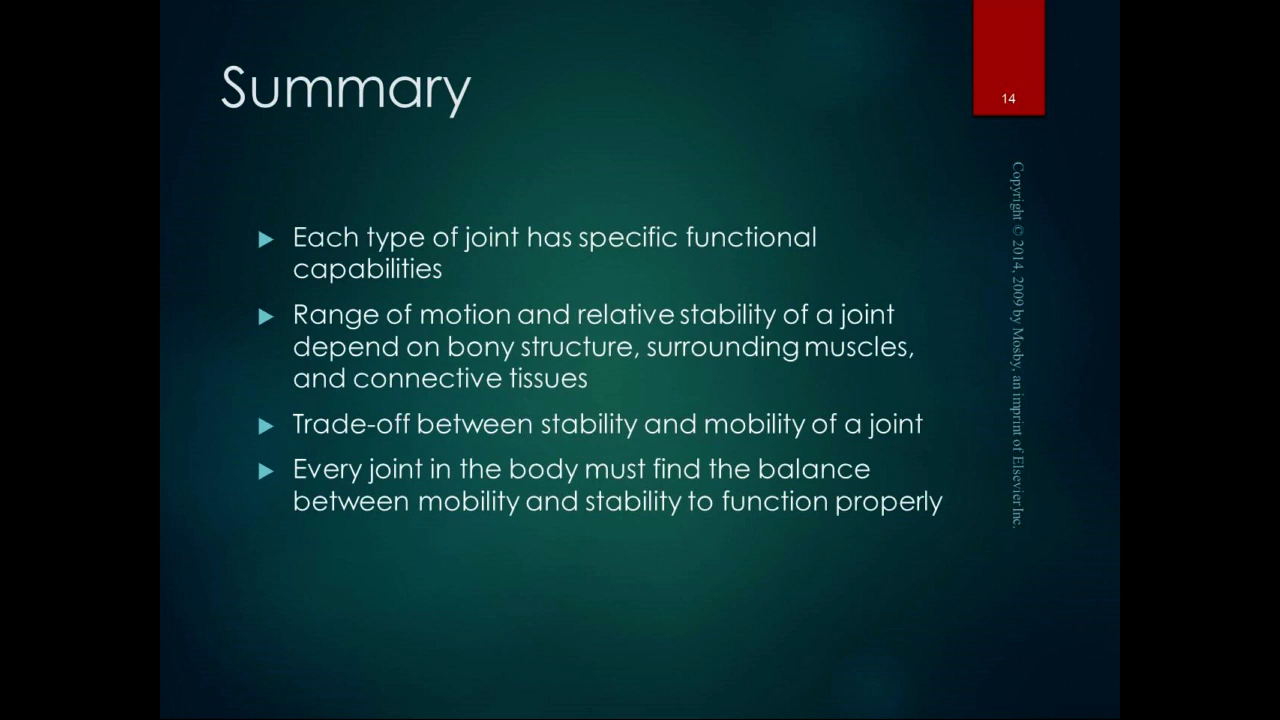 Summary
14
Each type of joint has specific functional
capabilities
Range of motion and relative stability of a joint
depend on bony structure, surrounding muscles,
and connective tissues
Trade-off between stability and mobility of a joint
Every joint in the body must find the balance
between mobility and stability to function properly
Copyright © 2014, 2009 by Mosby, an imprint of Elsevier Inc.